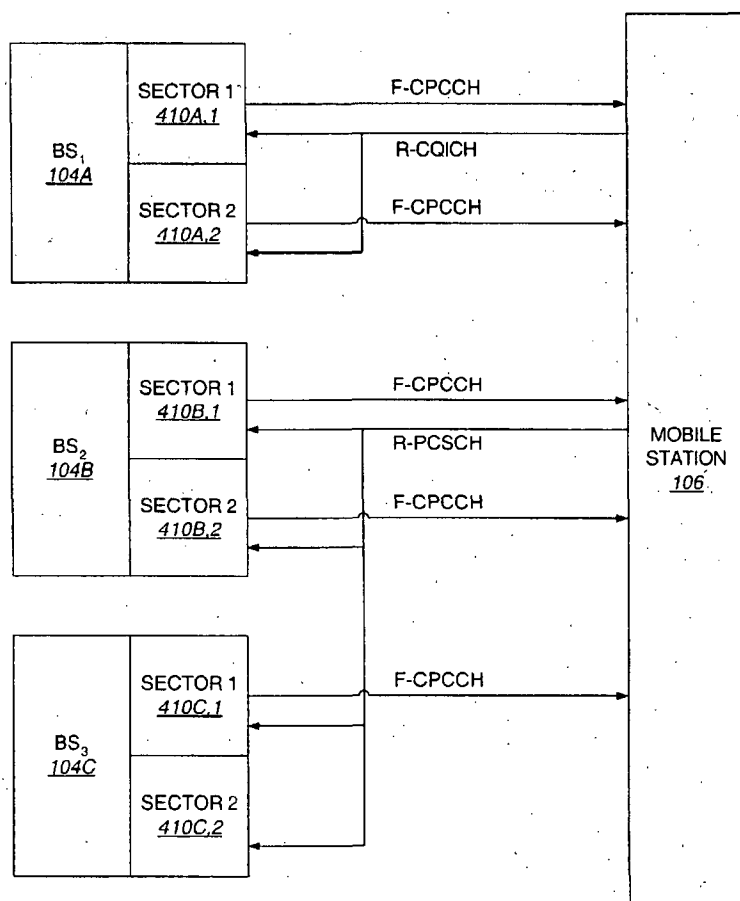 SECTOR 1
410A,1
BS1
104A
SECTOR 2
410A,2
F-CPCCH
R-CQICH
F-CPCCH
SECTOR 1
410B,1
BS2
104B
SECTOR 2
410B,2
F-CPCCH
R-PCSCH
F-CPCCH
MOBILE
STATION
106
SECTOR 1
410C,1
BS3
104C
SECTOR 2
410C,2
F-CPCCH